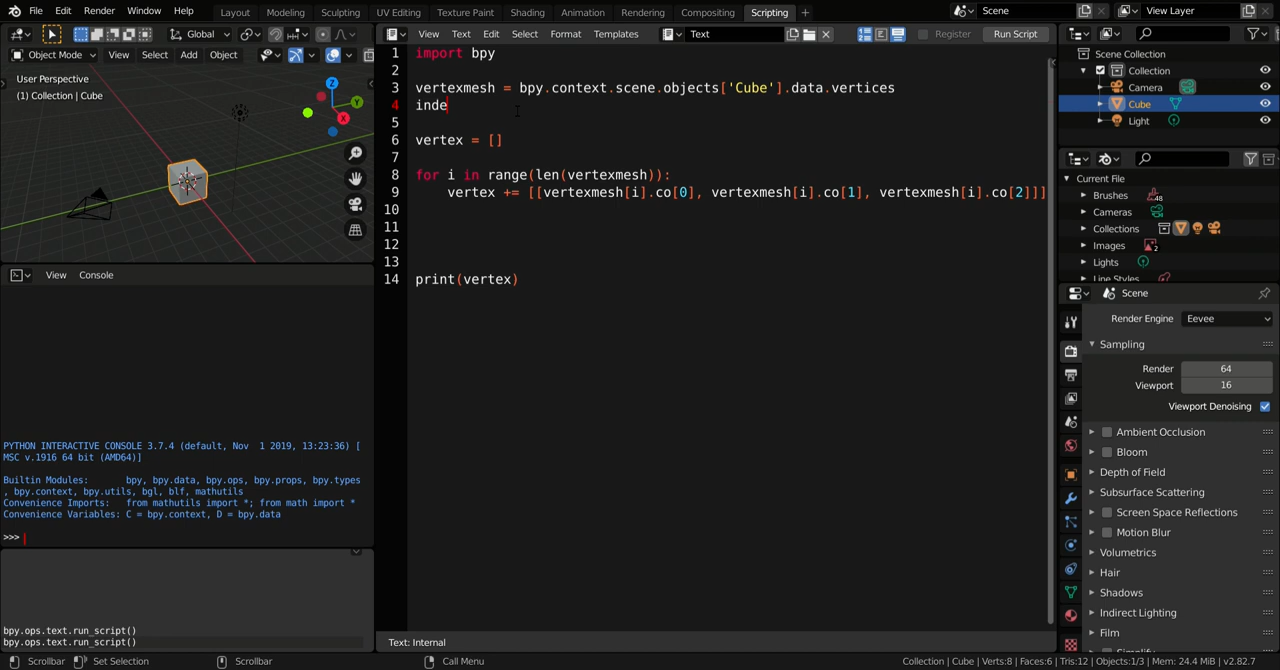 File Edit Render Window Help Layout Modeling Sculpting UV Editing Texture Paint Shading Animation Rendering Compositing Scripting + Scene View Layer
Global
View Text Edit Select Format Templates Text Register Run Script
Object Mode View Select Add Object
User Perspective
(1) Collection | Cube
Z
Y
X
1 import bpy
2
3 vertexmesh = bpy.context.scene.objects['Cube'].data.vertices
4 inde
5
6 vertex = []
7
8 for i in range(len(vertexmesh)):
9 vertex += [[vertexmesh[i].co[0], vertexmesh[i].co[1], vertexmesh[i].co[2]]]
10
11
12
13
14 print(vertex)
Text: Internal
View Console
PYTHON INTERACTIVE CONSOLE 3.7.4 (default, Nov  1 2019, 13:23:36) [
MSC v.1916 64 bit (AMD64)]
Builtin Modules:       bpy, bpy.data, bpy.ops, bpy.props, bpy.types
, bpy.context, bpy.utils, bgl, blf, mathutils
Convenience Imports:   from mathutils import *; from math import *
Convenience Variables: C = bpy.context, D = bpy.data
>>>
bpy.ops.text.run_script()
bpy.ops.text.run_script()
Scene Collection
Collection
Camera
Cube
Light
Current File
Brushes 48
Cameras
Collections
Images 2
Lights
Line Styles
Scene
Render Engine Eevee
Sampling
Render 64
Viewport 16
Viewport Denoising
Ambient Occlusion
Bloom
Depth of Field
Subsurface Scattering
Screen Space Reflections
Motion Blur
Volumetrics
Hair
Shadows
Indirect Lighting
Film
Simplify
Scrollbar Set Selection Scrollbar Call Menu Collection | Cube | Verts:8 | Faces:6 | Tris:12 | Objects:1/3 | Mem: 24.4 MiB | v2.82.7